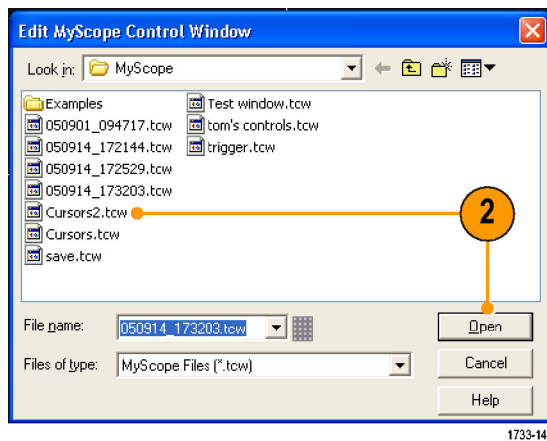 Edit MyScope Control Window
Look in: MyScope
Examples
050901_094717.tcw
050914_172144.tcw
050914_172529.tcw
050914_173203.tcw
Cursors2.tcw
Cursors.tcw
save.tcw
Test window.tcw
tom's controls.tcw
trigger.tcw
2
File name: 050914_173203.tcw Open
Files of type: MyScope Files (*.tcw) Cancel
Help
1733-14